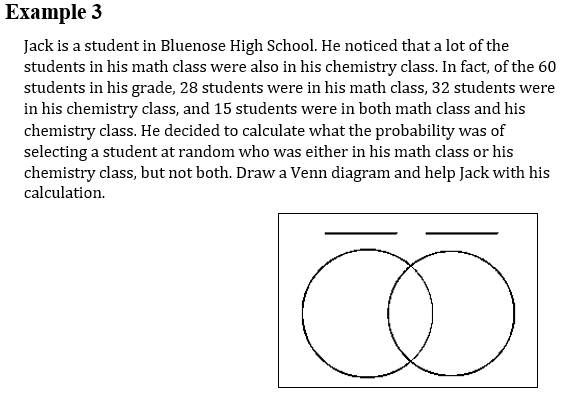 Example 3
Jack is a student in Bluenose High School. He noticed that a lot of the
students in his math class were also in his chemistry class. In fact, of the 60
students in his grade, 28 students were in his math class, 32 students were
in his chemistry class, and 15 students were in both math class and his
chemistry class. He decided to calculate what the probability was of
selecting a student at random who was either in his math class or his
chemistry class, but not both. Draw a Venn diagram and help Jack with his
calculation.